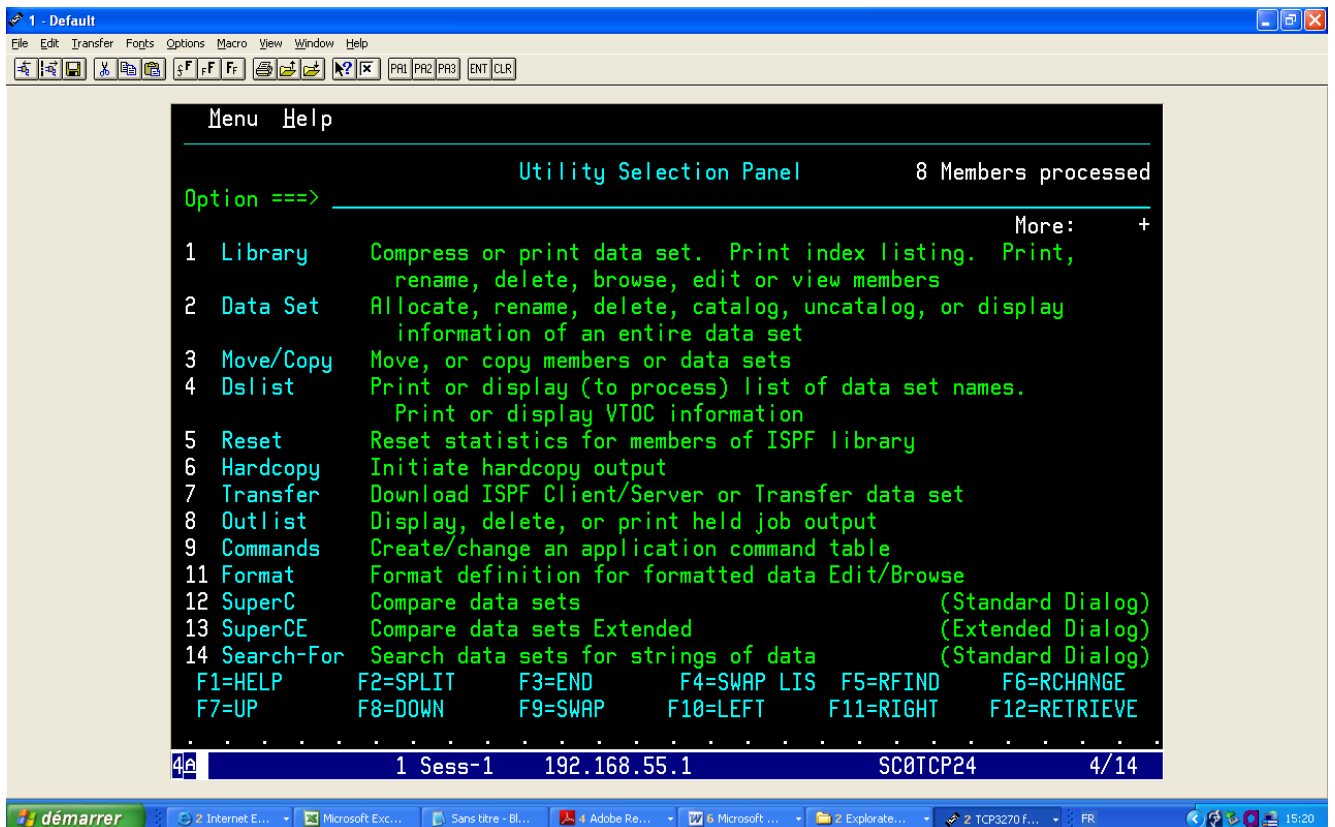 1 - Default
File Edit Transfer Fonts Options Macro View Window Help
PA1 PA2 PA3 ENT CLR
Menu Help
Utility Selection Panel 8 Members processed
Option ===>
More: +
1 Library Compress or print data set. Print index listing. Print,
rename, delete, browse, edit or view members
2 Data Set Allocate, rename, delete, catalog, uncatalog, or display
information of an entire data set
3 Move/Copy Move, or copy members or data sets
4 Dslist Print or display (to process) list of data set names.
Print or display VTOC information
5 Reset Reset statistics for members of ISPF library
6 Hardcopy Initiate hardcopy output
7 Transfer Download ISPF Client/Server or Transfer data set
8 Outlist Display, delete, or print held job output
9 Commands Create/change an application command table
11 Format Format definition for formatted data Edit/Browse
12 SuperC Compare data sets (Standard Dialog)
13 SuperCE Compare data sets Extended (Extended Dialog)
14 Search-For Search data sets for strings of data (Standard Dialog)
F1=HELP F2=SPLIT F3=END F4=SWAP LIS F5=RFIND F6=RCHANGE
F7=UP F8=DOWN F9=SWAP F10=LEFT F11=RIGHT F12=RETRIEVE
. . . . . . . . . . . . . . . . . . . . . . . . . . .
4A 1 Sess-1 192.168.55.1 SC0TCP24 4/14
démarrer 2 Internet E... Microsoft Exc... Sans titre - Bl... 4 Adobe Re... 6 Microsoft ... 2 Explorate... 2 TCP3270 f... FR 15:20